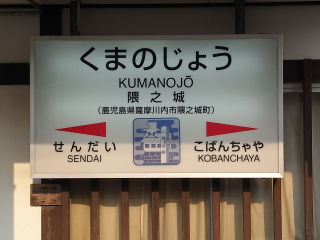 くまのじょう
KUMANOJŌ
隈之城
(鹿児島県薩摩川内市隈之城町)
せんだい
SENDAI
こばんちゃや
KOBANCHAYA